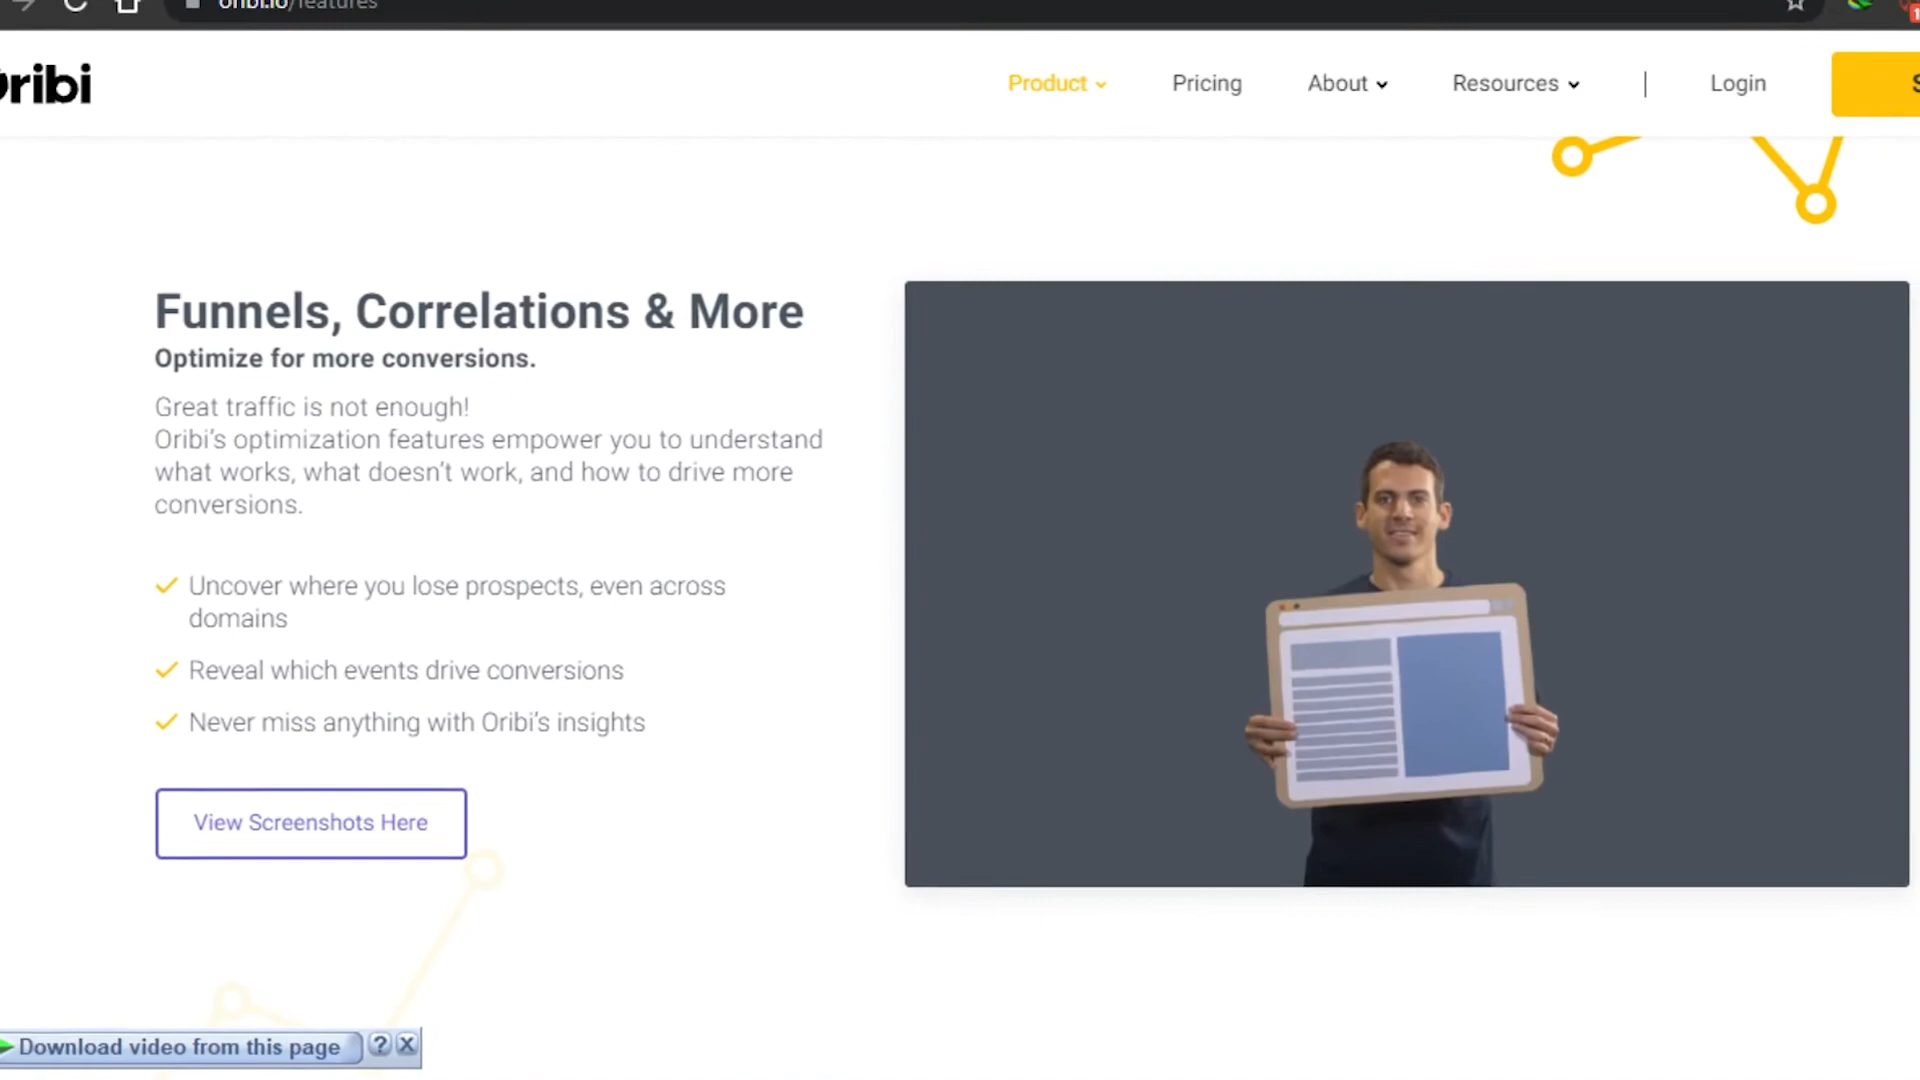 oribi.io/features
Oribi
Product
Pricing
About
Resources
Login
Funnels, Correlations & More
Optimize for more conversions.
Great traffic is not enough!
Oribi's optimization features empower you to understand
what works, what doesn't work, and how to drive more
conversions.
Uncover where you lose prospects, even across
domains
Reveal which events drive conversions
Never miss anything with Oribi's insights
View Screenshots Here
Download video from this page